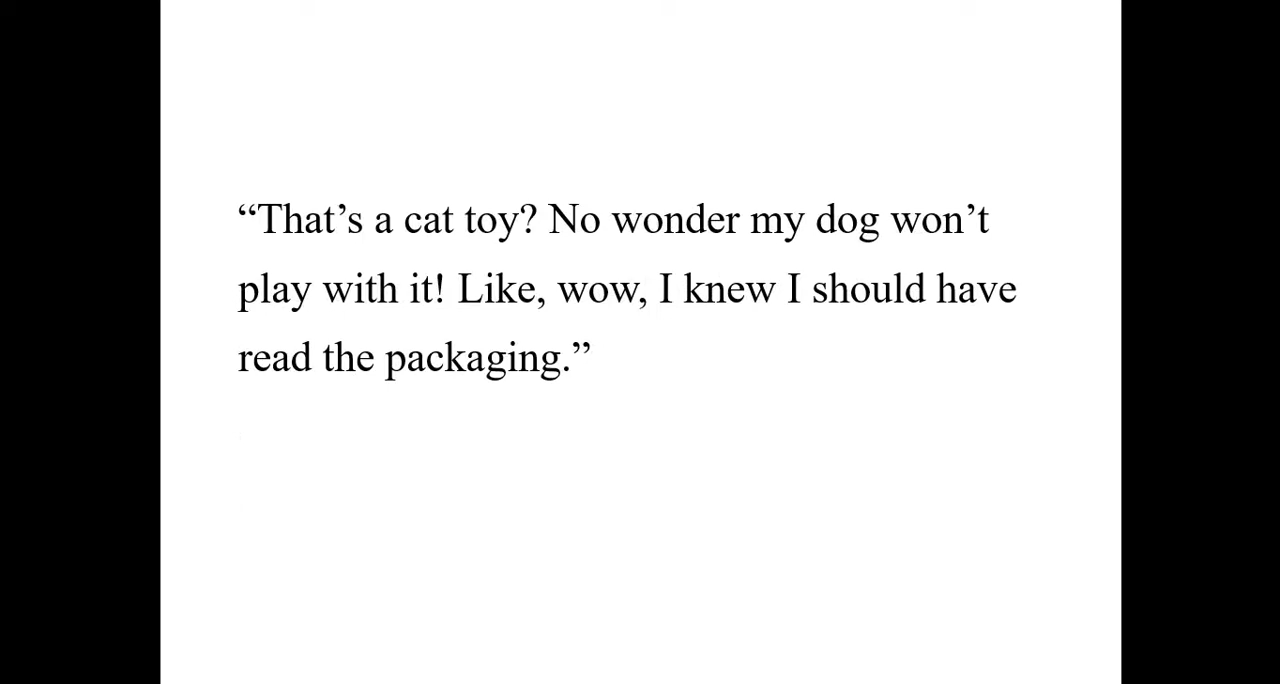 “That’s a cat toy? No wonder my dog won’t
play with it! Like, wow, I knew I should have
read the packaging.”